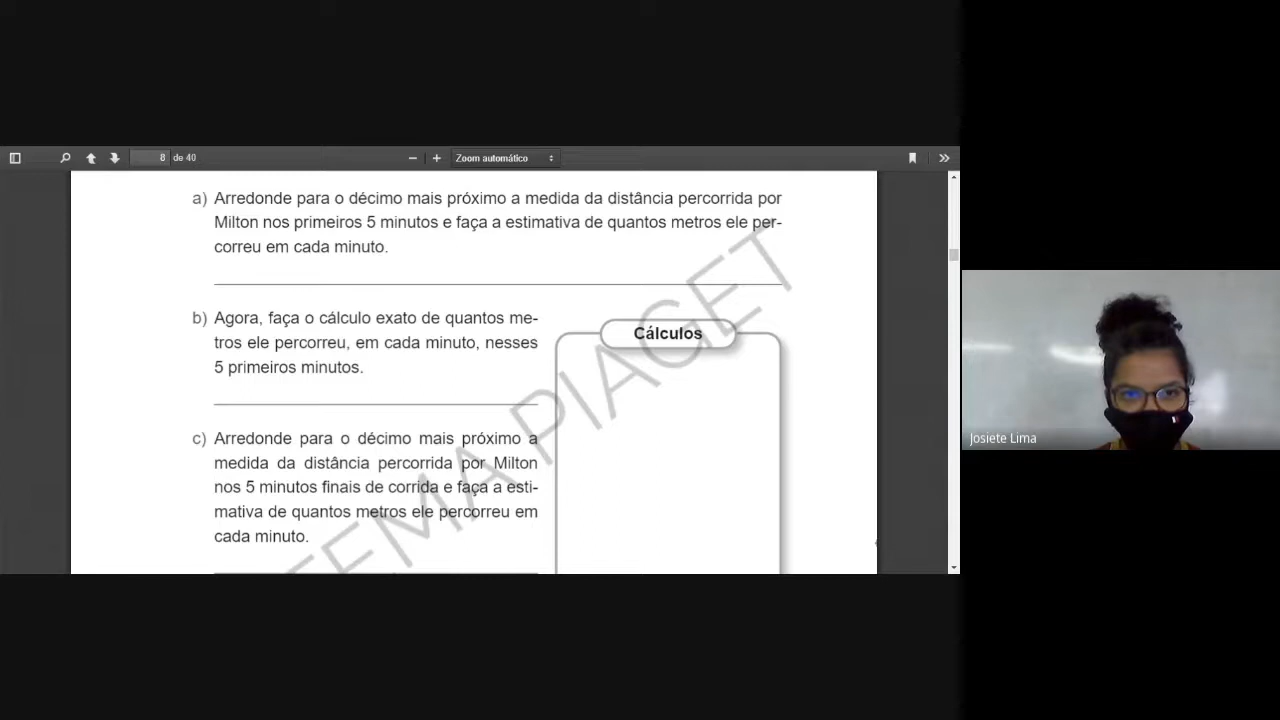 8 de 40
Zoom automático
a) Arredonde para o décimo mais próximo a medida da distância percorrida por
Milton nos primeiros 5 minutos e faça a estimativa de quantos metros ele per-
correu em cada minuto.
b) Agora, faça o cálculo exato de quantos me-
tros ele percorreu, em cada minuto, nesses
5 primeiros minutos.
Cálculos
c) Arredonde para o décimo mais próximo a
medida da distância percorrida por Milton
nos 5 minutos finais de corrida e faça a esti-
mativa de quantos metros ele percorreu em
cada minuto.
TEMA PIAGET
Josiete Lima